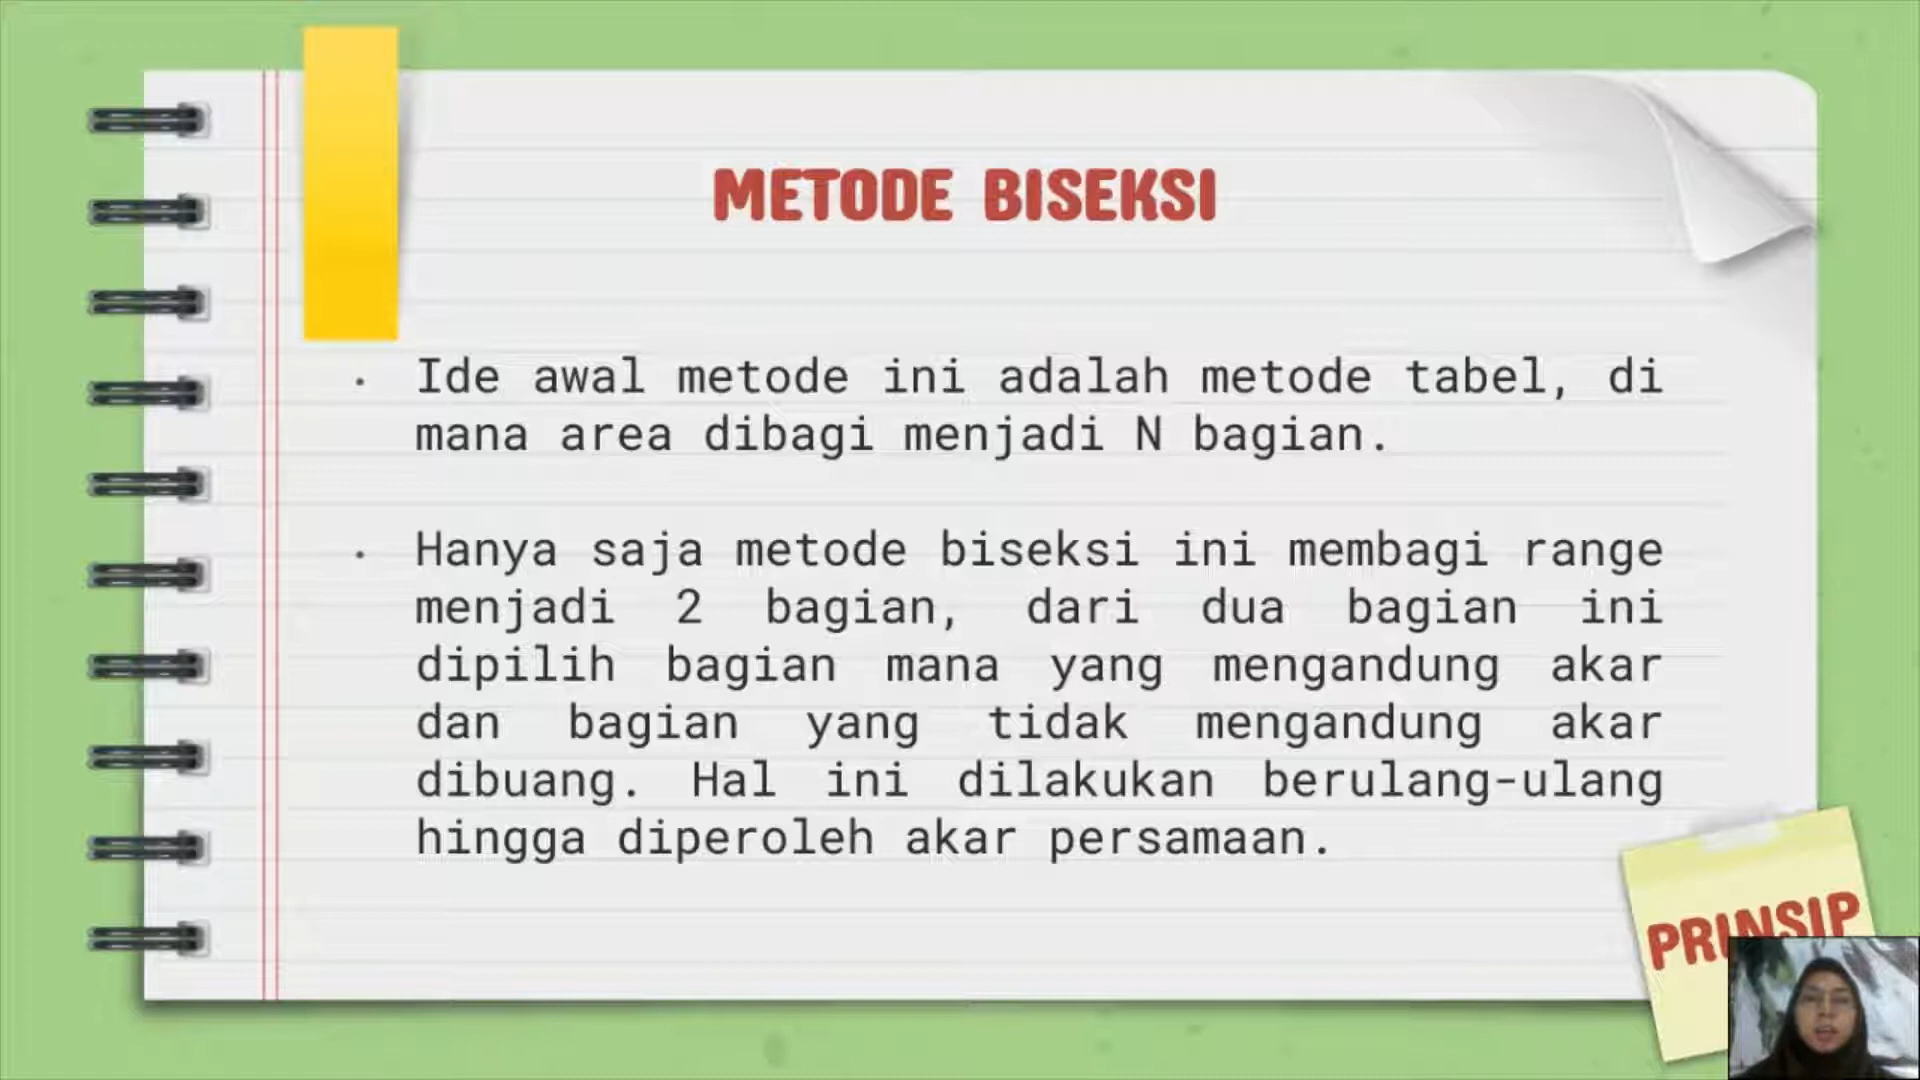 METODE BISEKSI
• Ide awal metode ini adalah metode tabel, di
mana area dibagi menjadi N bagian.
• Hanya saja metode biseksi ini membagi range
menjadi 2 bagian, dari dua bagian ini
dipilih bagian mana yang mengandung akar
dan bagian yang tidak mengandung akar
dibuang. Hal ini dilakukan berulang-ulang
hingga diperoleh akar persamaan.
PRINSIP